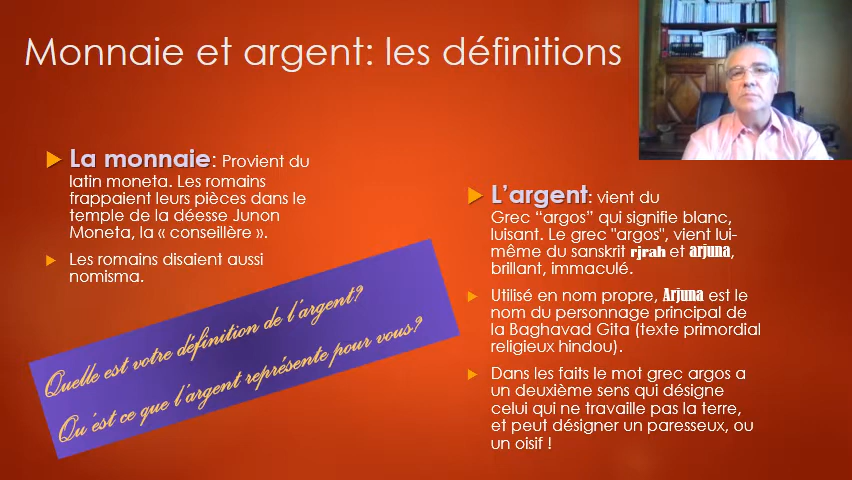 Monnaie et argent: les définitions
La monnaie: Provient du
latin moneta. Les romains
frappaient leurs pièces dans le
temple de la déesse Junon
Moneta, la « conseillère ».
Les romains disaient aussi
nomisma.
Quelle est votre définition de l'argent?
Qu'est ce que l'argent représente pour vous?
L'argent: vient du
Grec “argos” qui signifie blanc,
luisant. Le grec "argos", vient lui-
même du sanskrit rjrah et arjuna,
brillant, immaculé.
Utilisé en nom propre, Arjuna est le
nom du personnage principal de
la Baghavad Gita (texte primordial
religieux hindou).
Dans les faits le mot grec argos a
un deuxième sens qui désigne
celui qui ne travaille pas la terre,
et peut désigner un paresseux, ou
un oisif !